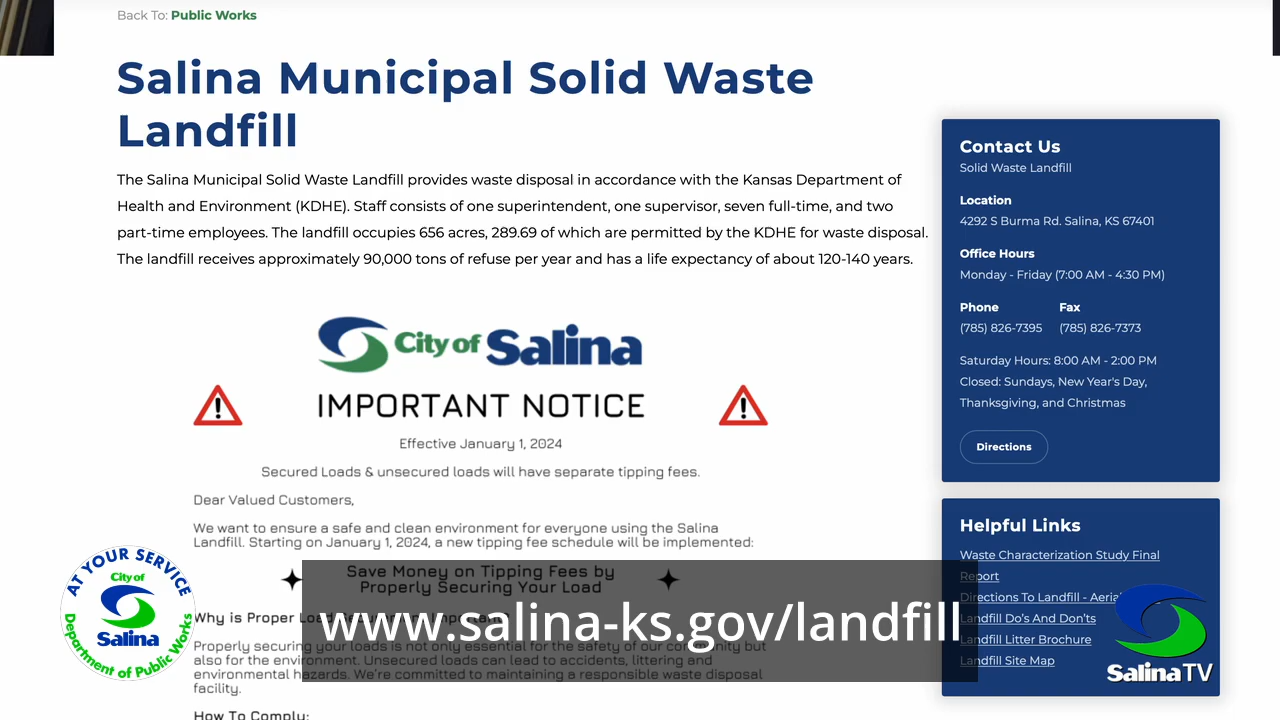 Back To: Public Works
Salina Municipal Solid Waste
Landfill
The Salina Municipal Solid Waste Landfill provides waste disposal in accordance with the Kansas Department of
Health and Environment (KDHE). Staff consists of one superintendent, one supervisor, seven full-time, and two
part-time employees. The landfill occupies 656 acres, 289.69 of which are permitted by the KDHE for waste disposal.
The landfill receives approximately 90,000 tons of refuse per year and has a life expectancy of about 120-140 years.
City of Salina
IMPORTANT NOTICE
Effective January 1, 2024
Secured Loads & unsecured loads will have separate tipping fees.
Dear Valued Customers,
We want to ensure a safe and clean environment for everyone using the Salina
Landfill. Starting on January 1, 2024, a new tipping fee schedule will be implemented:
Save Money on Tipping Fees by
Properly Securing Your Load
Why is Proper Load Securement Important?
Properly securing your loads is not only essential for the safety of our community but
also for the environment. Unsecured loads can lead to accidents, littering and
environmental hazards. We're committed to maintaining a responsible waste disposal
facility.
How To Comply:
Contact Us
Solid Waste Landfill
Location
4292 S Burma Rd. Salina, KS 67401
Office Hours
Monday - Friday (7:00 AM - 4:30 PM)
Phone Fax
(785) 826-7395 (785) 826-7373
Saturday Hours: 8:00 AM - 2:00 PM
Closed: Sundays, New Year's Day,
Thanksgiving, and Christmas
Directions
Helpful Links
Waste Characterization Study Final
Report
Directions To Landfill - Aerial
Landfill Do's And Don'ts
Landfill Litter Brochure
Landfill Site Map
www.salina-ks.gov/landfill
AT YOUR SERVICE
City of
Salina
Department of Public Works
SalinaTV